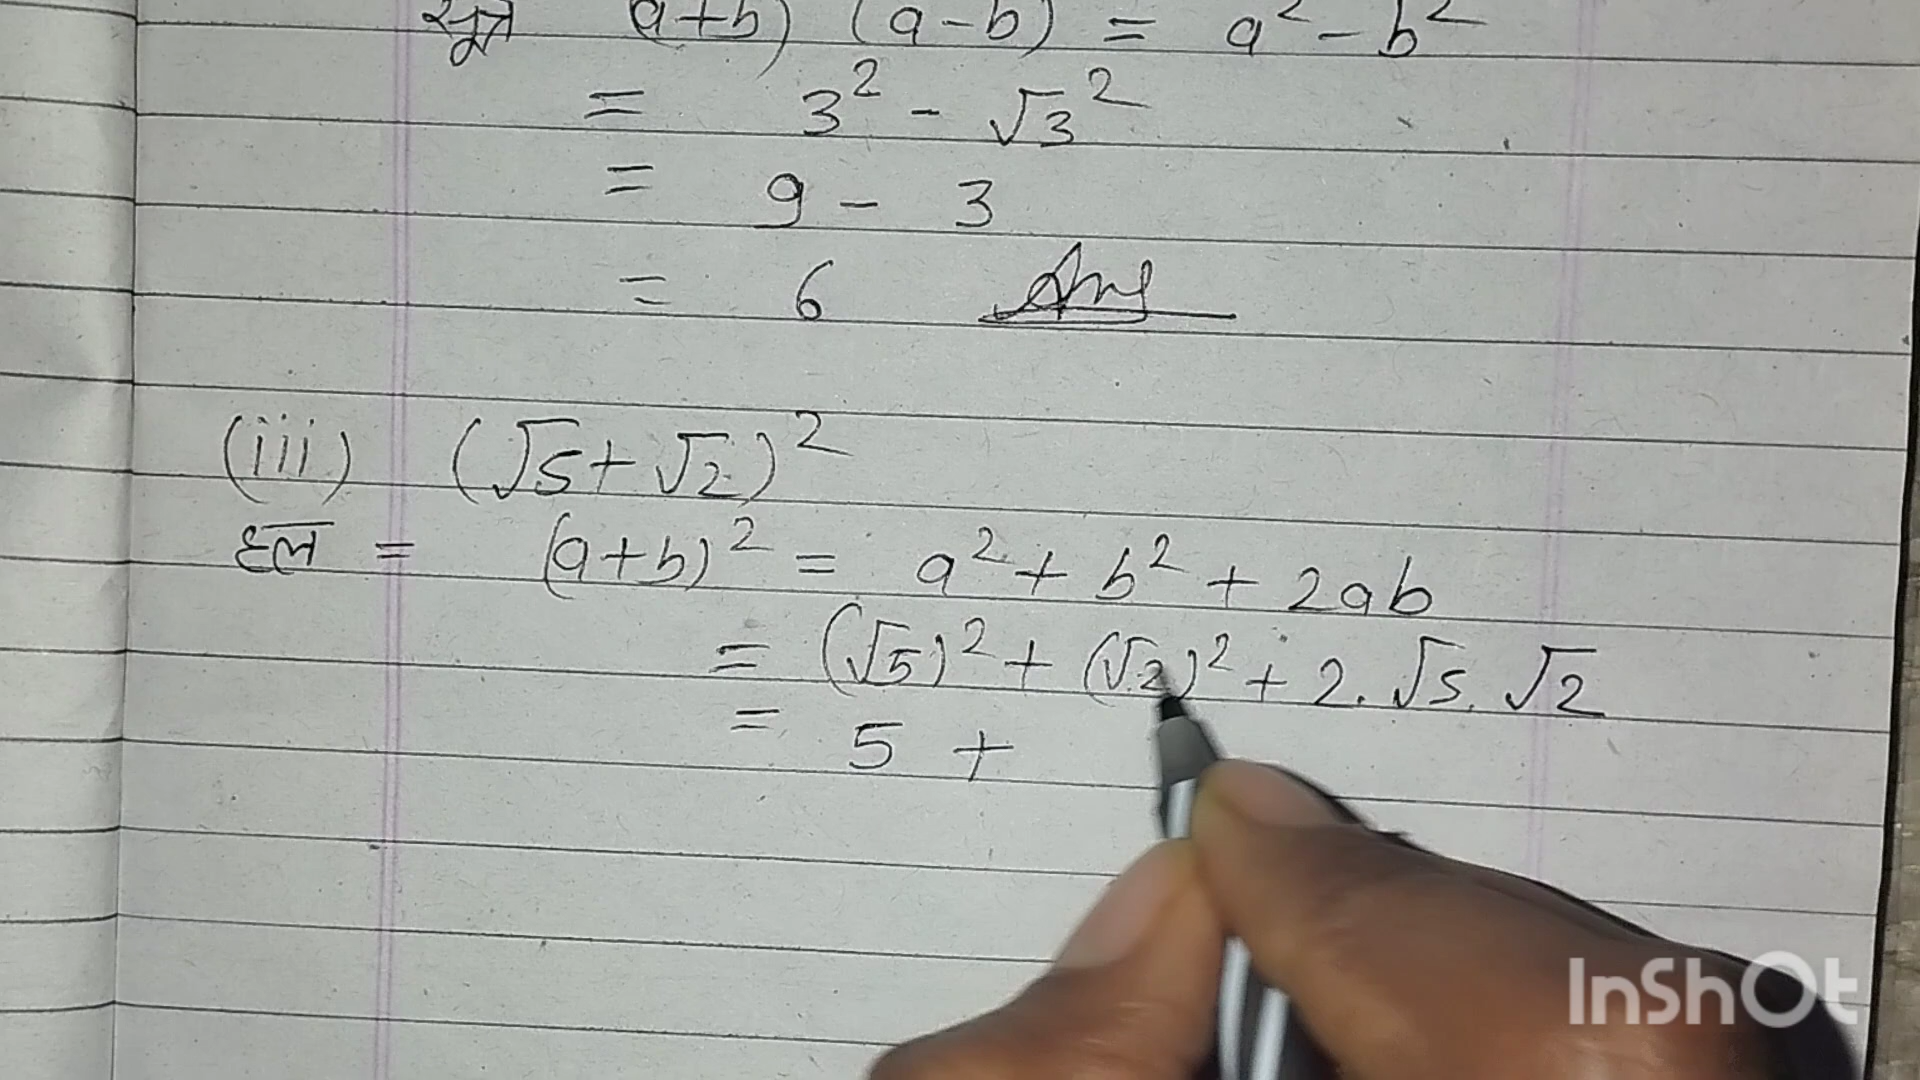 सूत्र (a+b) (a-b) = a² - b²
= 3² - √3²
= 9 - 3
= 6 Ans
(iii) (√5+√2)²
हल = (a+b)² = a² + b² + 2ab
= (√5)² + (√2)² + 2. √5. √2
= 5 +
InShOt